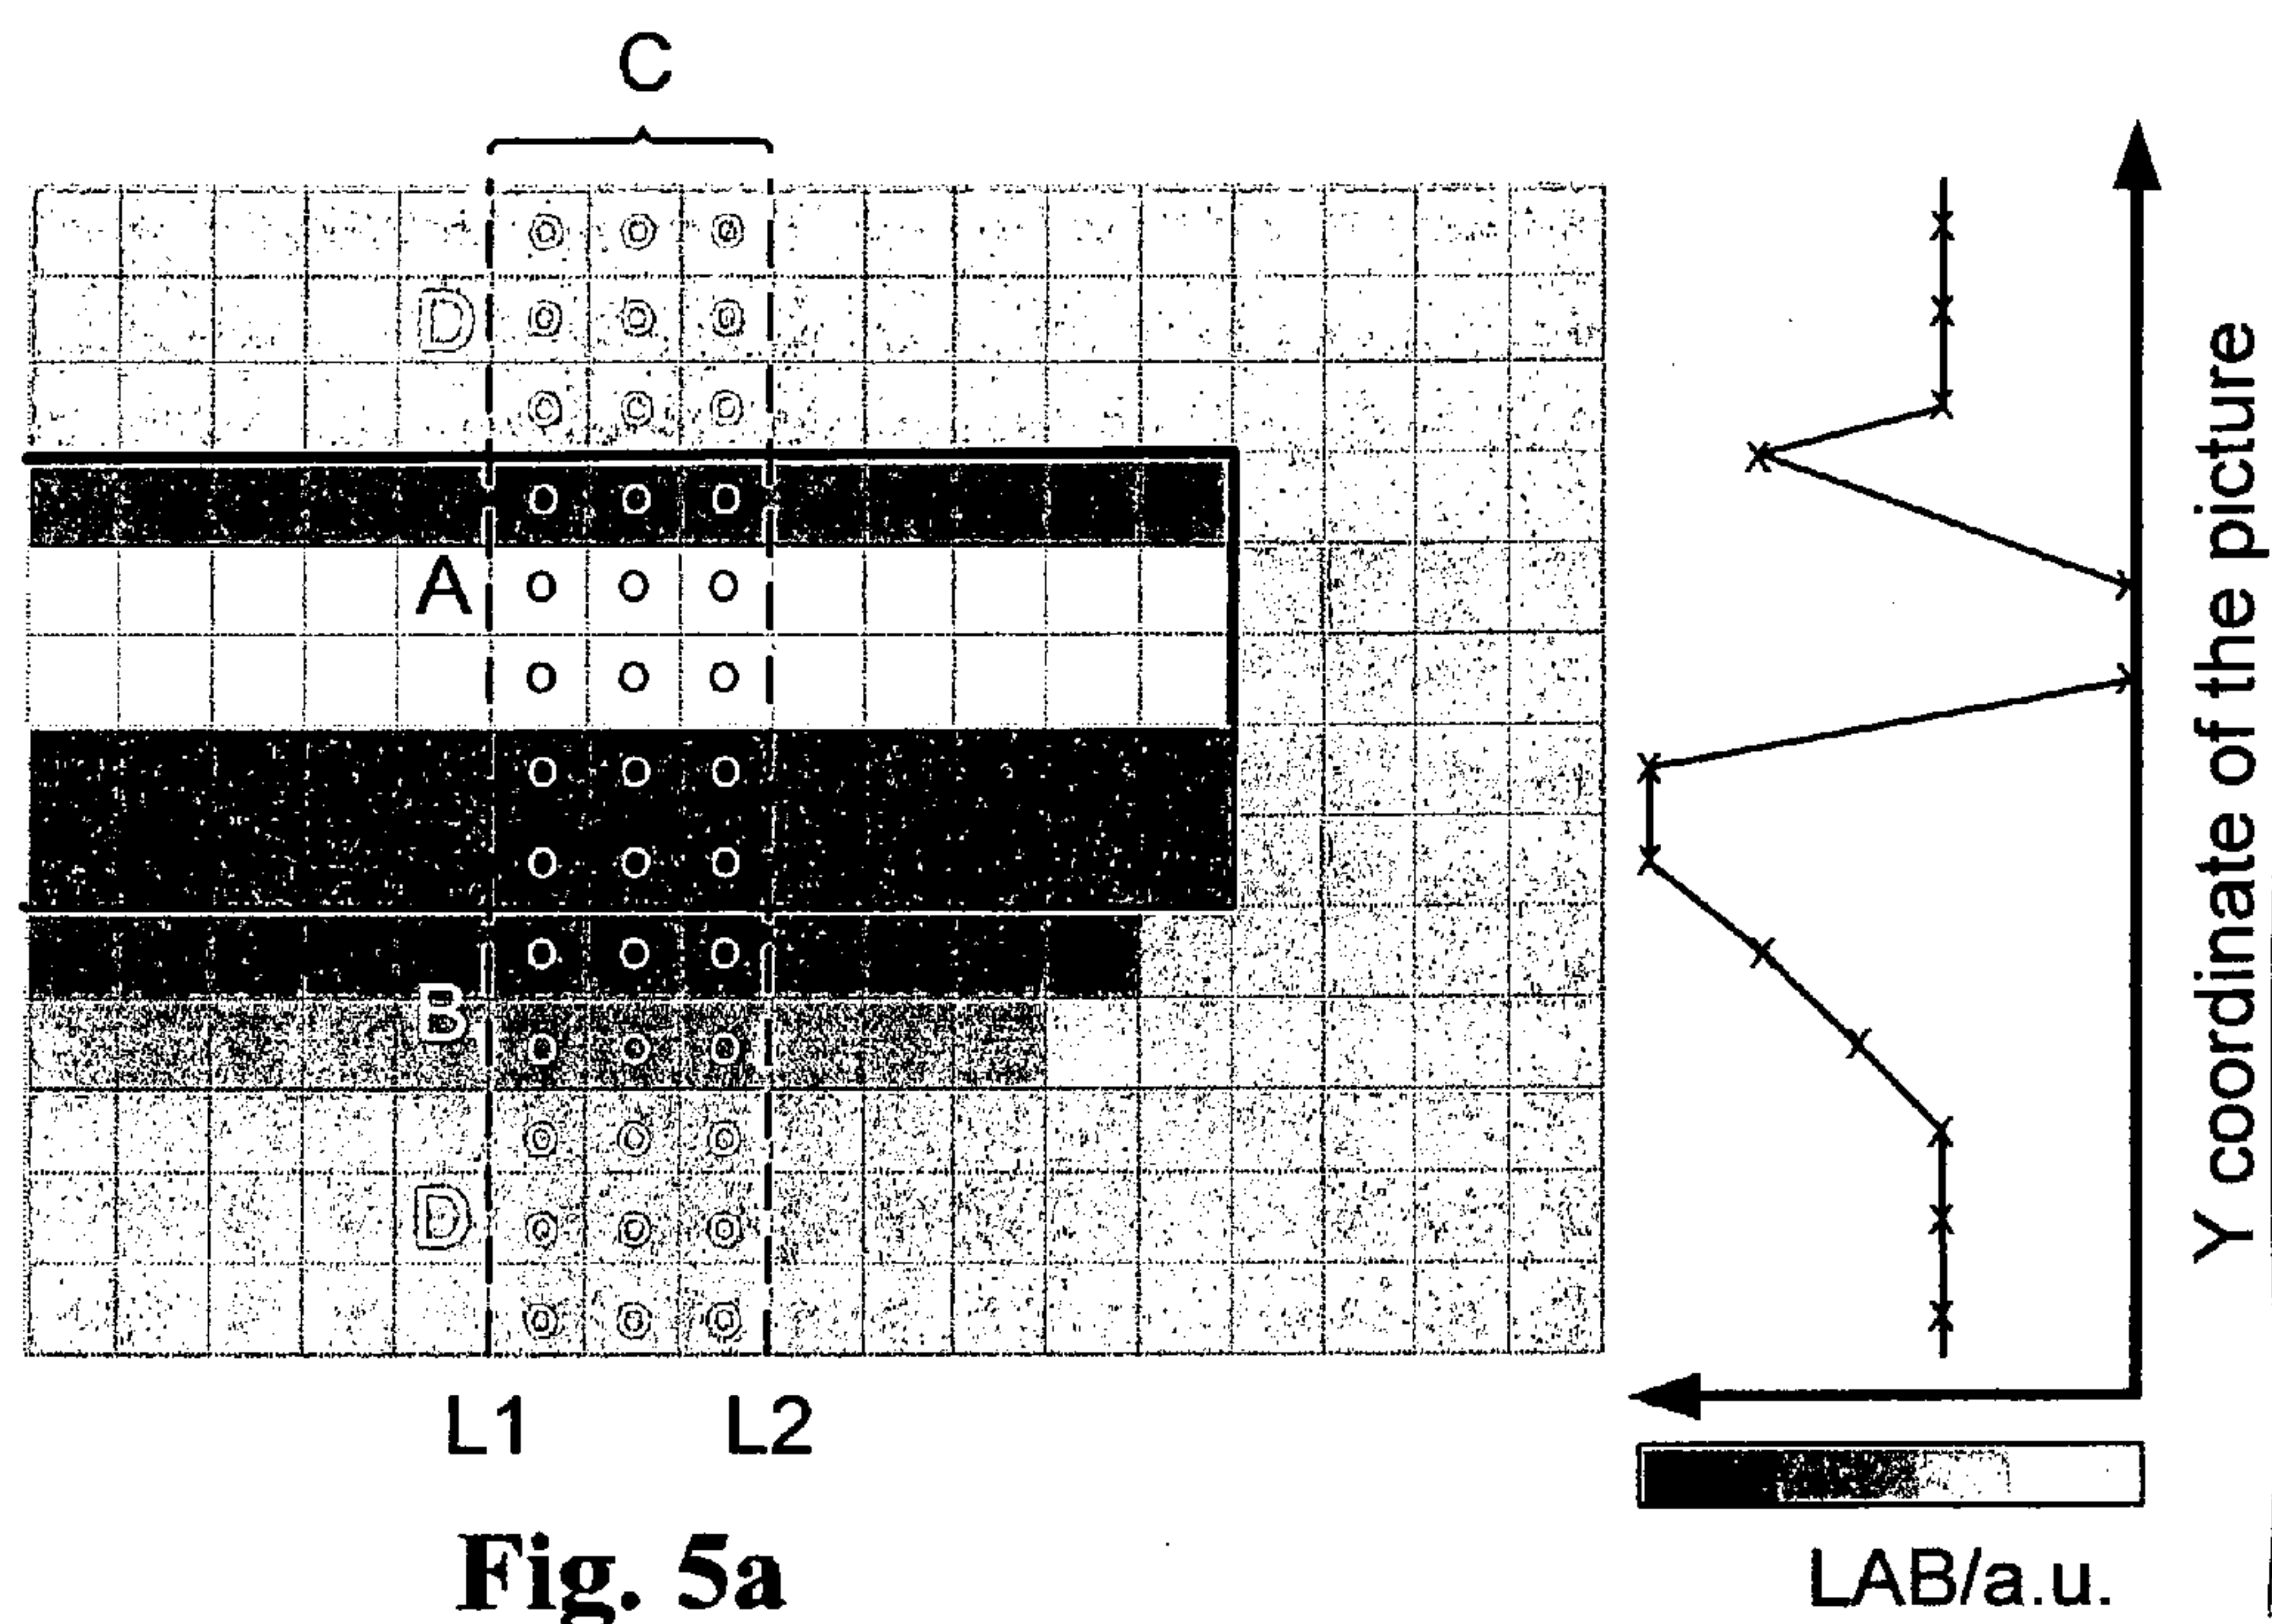 C
D
A
B
D
L1 L2
Y coordinate of the picture
LAB/a.u.
Fig. 5a